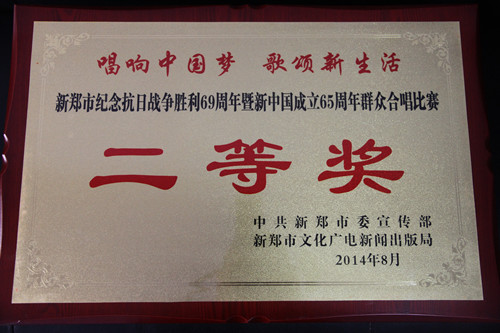 唱响中国梦 歌颂新生活
新郑市纪念抗日战争胜利69周年暨新中国成立65周年群众合唱比赛
二等奖
中共新郑市委宣传部
新郑市文化广电新闻出版局
2014年8月